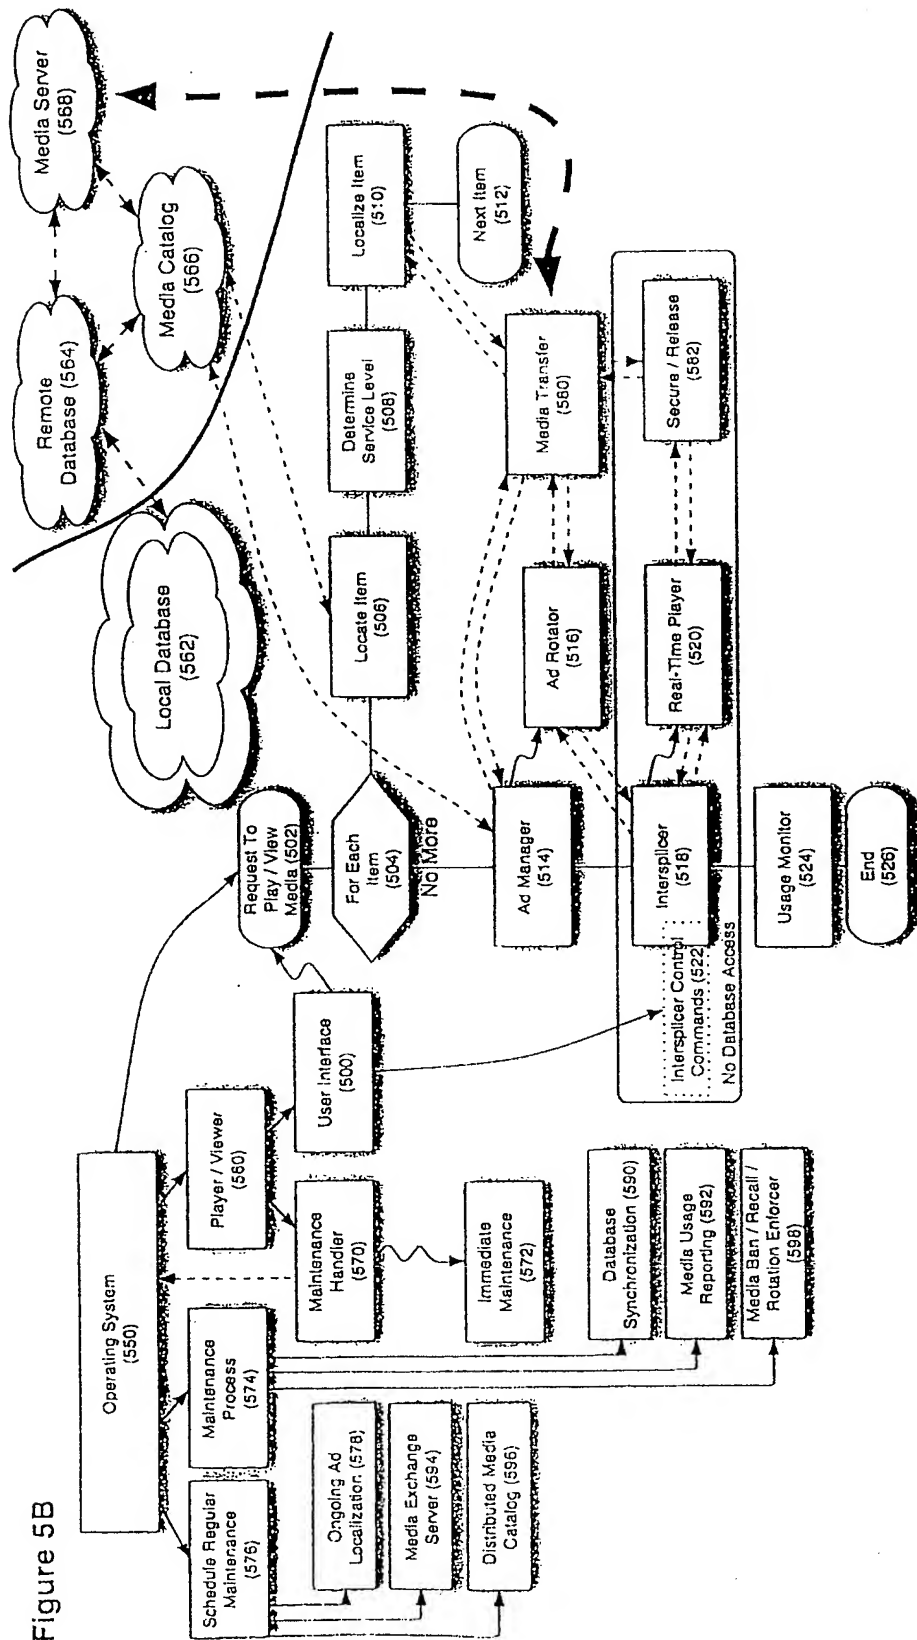 Figure 5B
Operating System
(550)
Schedule Regular
Maintenance
(576)
Maintenance
Process
(574)
Player / Viewer
(560)
Ongoing Ad
Localization (578)
Media Exchange
Server (594)
Distributed Media
Catalog (596)
Maintenance
Handler
(570)
User Interface
(500)
Immediate
Maintenance
(572)
Database
Synchronization (590)
Media Usage
Reporting (592)
Media Ban / Recall /
Rotation Enforcer
(598)
Request To
Play / View
Media (502)
For Each
Item
(504)
No More
Locate Item
(506)
Determine
Service Level
(508)
Localize Item
(510)
Next Item
(512)
Ad Manager
(514)
Ad Rotator
(516)
Media Transfer
(580)
Intersplicer
(518)
Real-Time Player
(520)
Secure / Release
(582)
Intersplicer Control
Commands (522)
No Database Access
Usage Monitor
(524)
End
(526)
Local Database
(562)
Remote
Database (564)
Media Catalog
(566)
Media Server
(568)